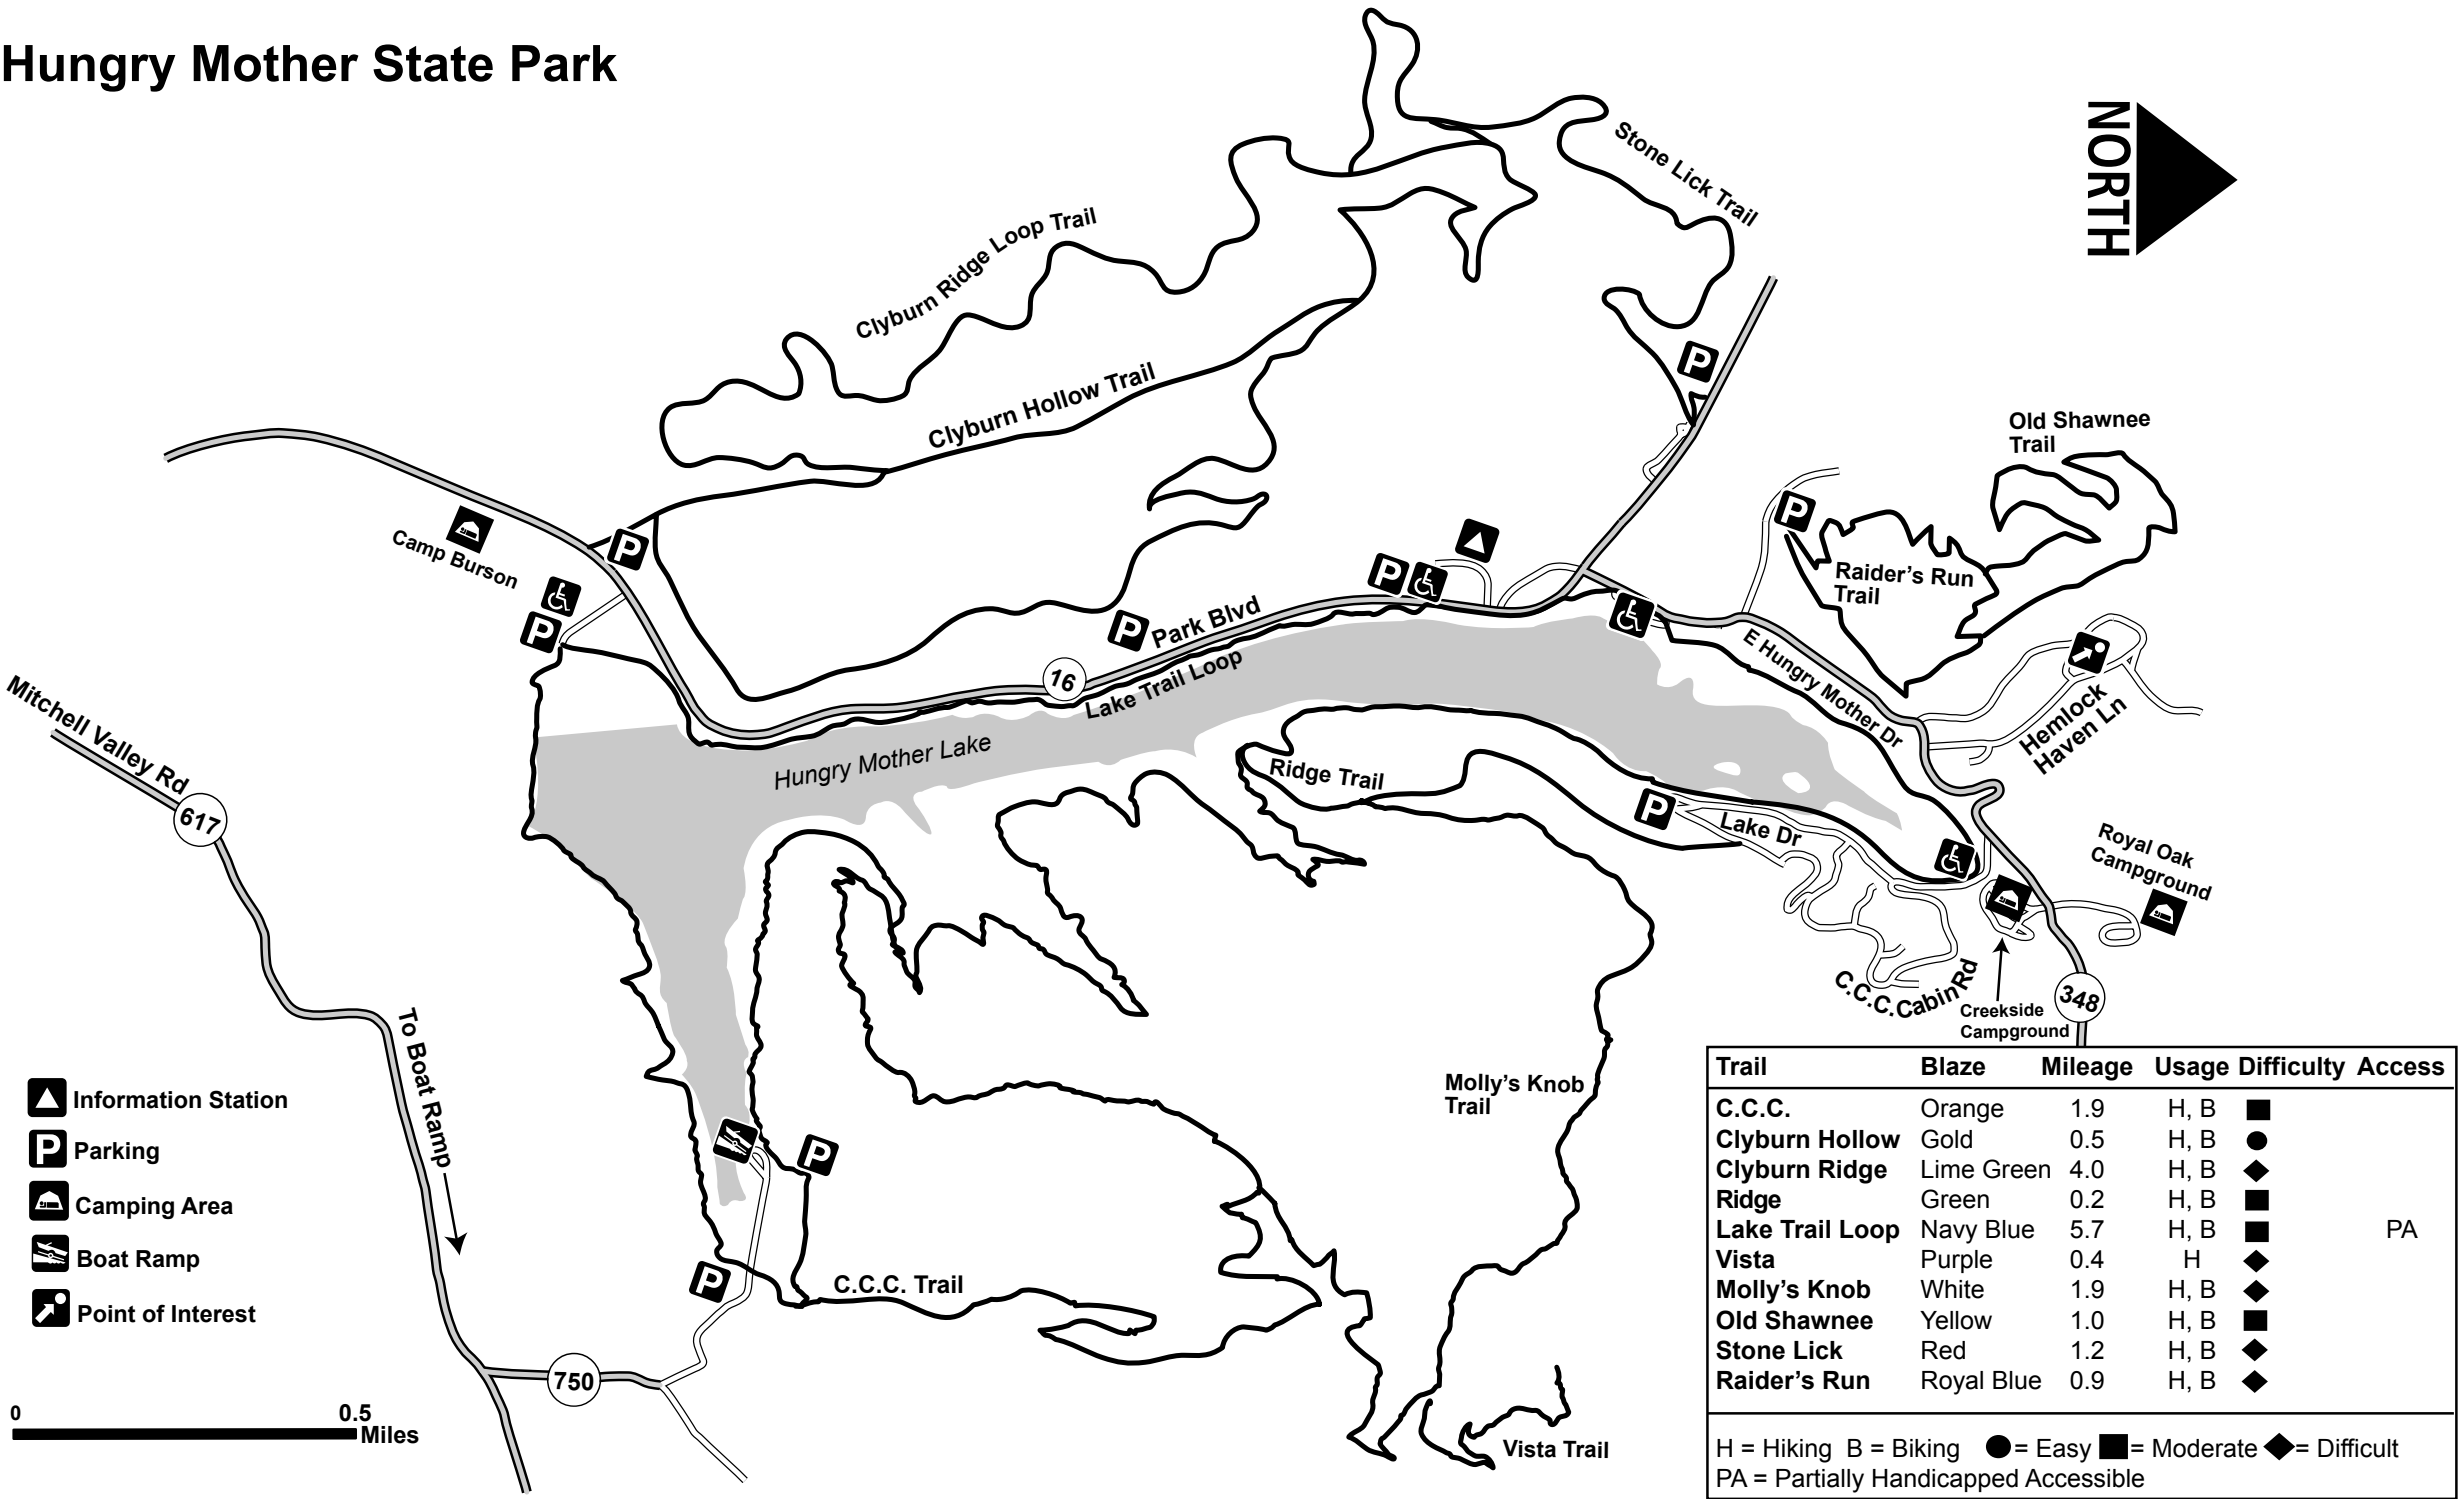 Hungry Mother State Park
NORTH
Stone Lick Trail
Clyburn Ridge Loop Trail
Clyburn Hollow Trail
P
Old Shawnee
Trail
P
Raider's Run
Trail
Camp Burson
P
P
P
P
Park Blvd
16
Lake Trail Loop
E Hungry Mother Dr
Hemlock
Haven Ln
Mitchell Valley Rd
617
Hungry Mother Lake
Ridge Trail
P
Lake Dr
Royal Oak
Campground
C.C.C. Cabin Rd
Creekside
Campground
348
To Boat Ramp
Molly's Knob
Trail
P
P
C.C.C. Trail
750
Vista Trail
Information Station
P Parking
Camping Area
Boat Ramp
Point of Interest
0 0.5
Miles
Trail Blaze Mileage Usage Difficulty Access
C.C.C. Orange 1.9 H, B
Clyburn Hollow Gold 0.5 H, B
Clyburn Ridge Lime Green 4.0 H, B
Ridge Green 0.2 H, B
Lake Trail Loop Navy Blue 5.7 H, B PA
Vista Purple 0.4 H
Molly's Knob White 1.9 H, B
Old Shawnee Yellow 1.0 H, B
Stone Lick Red 1.2 H, B
Raider's Run Royal Blue 0.9 H, B
H = Hiking B = Biking ●= Easy ■= Moderate ◆= Difficult
PA = Partially Handicapped Accessible